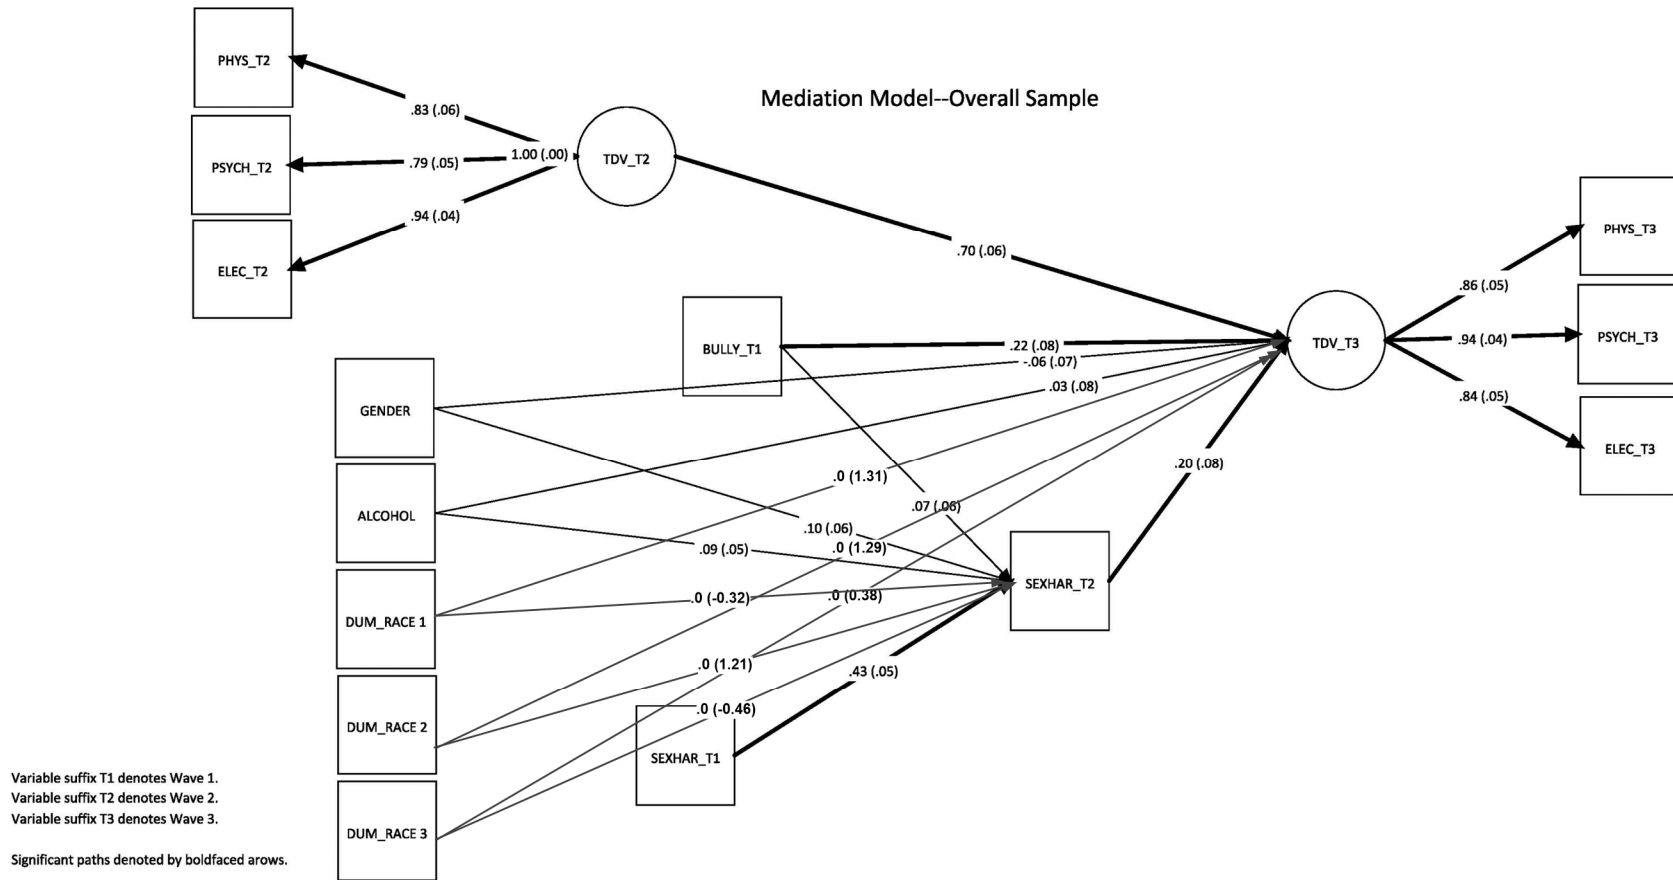 Mediation Model--Overall Sample
PHYS_T2
PSYCH_T2
ELEC_T2
.83 (.06)
.79 (.05)
.94 (.04)
1.00 (.00)
TDV_T2
.70 (.06)
BULLY_T1
.22 (.08)
-.06 (.07)
.03 (.08)
TDV_T3
.86 (.05)
.94 (.04)
.84 (.05)
PHYS_T3
PSYCH_T3
ELEC_T3
GENDER
ALCOHOL
DUM_RACE 1
DUM_RACE 2
DUM_RACE 3
.0 (1.31)
.07 (.06)
.10 (.06)
.09 (.05)
.0 (1.29)
.0 (-0.32)
.0 (0.38)
.0 (1.21)
.0 (-0.46)
.20 (.08)
SEXHAR_T2
.43 (.05)
SEXHAR_T1
Variable suffix T1 denotes Wave 1.
Variable suffix T2 denotes Wave 2.
Variable suffix T3 denotes Wave 3.
Significant paths denoted by boldfaced arows.